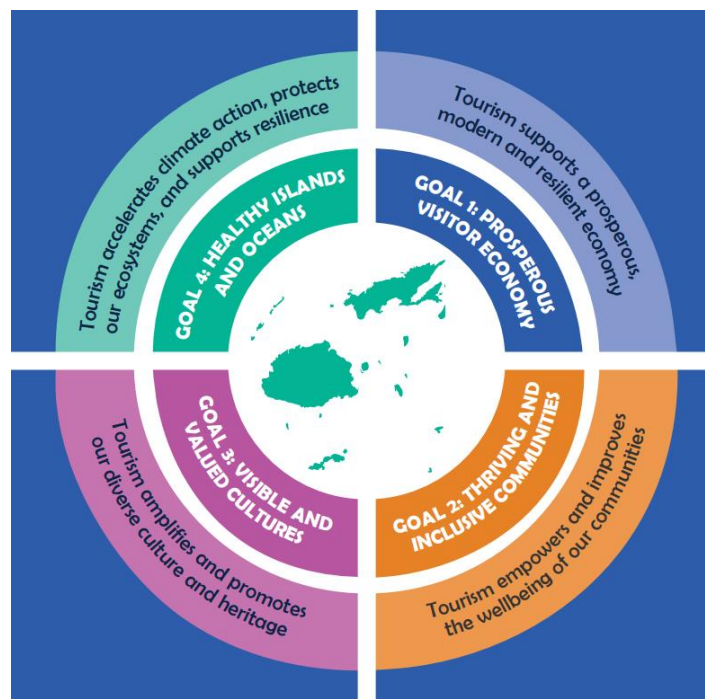 Tourism supports a prosperous,
modern and resilient economy
GOAL 1: PROSPEROUS
VISITOR ECONOMY
GOAL 2: THRIVING AND
INCLUSIVE COMMUNITIES
Tourism empowers and improves
the wellbeing of our communities
GOAL 3: VISIBLE AND
VALUED CULTURES
Tourism amplifies and promotes
our diverse culture and heritage
GOAL 4: HEALTHY ISLANDS
AND OCEANS
Tourism accelerates climate action, protects
our ecosystems, and supports resilience